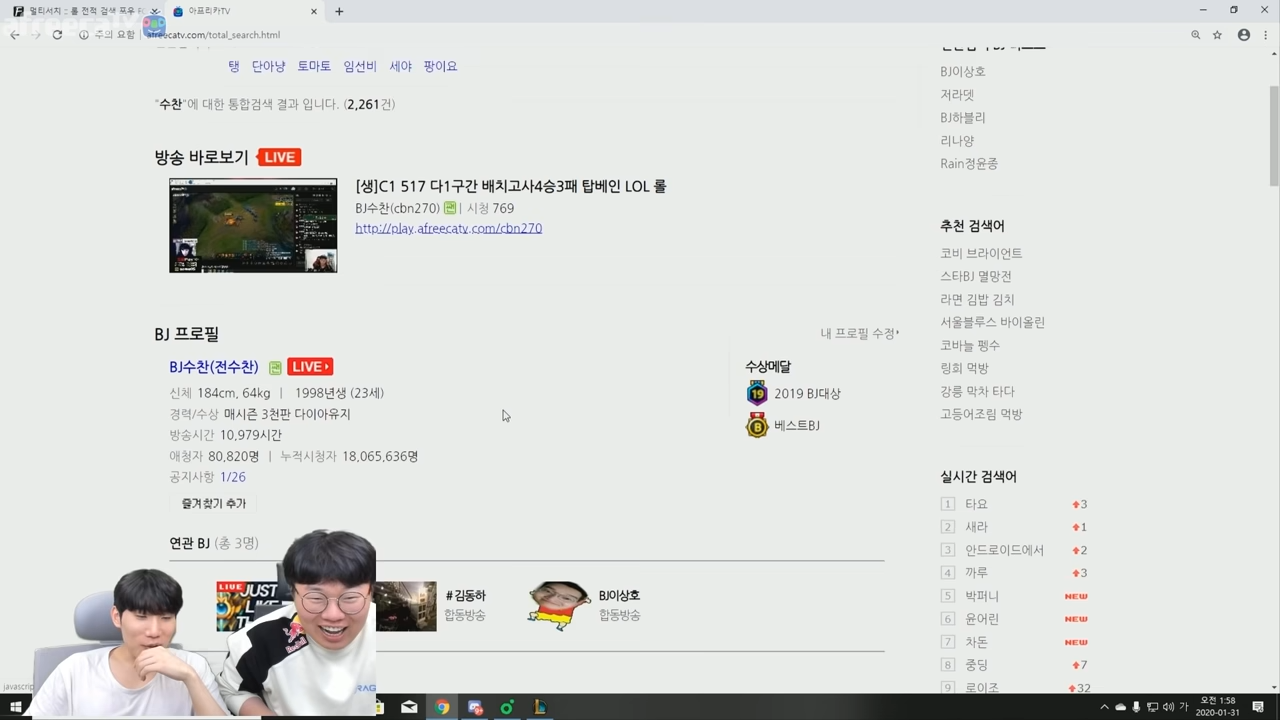 멀티서치 :: 롤 전적 검색 포우 F
아프리카TV
afreecaTV
주의 요함
afreecatv.com/total_search.html
탱 단아냥 토마토 임선비 세야 팡이요
"수찬"에 대한 통합검색 결과 입니다. (2,261건)
방송 바로보기 LIVE
[생]C1 517 다1구간 배치고사4승3패 탑베인 LOL 롤
BJ수찬(cbn270) | 시청 769
http://play.afreecatv.com/cbn270
BJ 프로필
내 프로필 수정
BJ수찬(전수찬) LIVE
신체 184cm, 64kg | 1998년생 (23세)
경력/수상 매시즌 3천판 다이아유지
방송시간 10,979시간
애청자 80,820명 | 누적시청자 18,065,636명
공지사항 1/26
즐겨찾기 추가
수상메달
19 2019 BJ대상
B 베스트BJ
연관 BJ (총 3명)
LIVE
JUST
LIKE
#김동하
합동방송
BJ이상호
합동방송
Red Bull
BJ이상호
저라뎃
BJ하블리
리나양
Rain정윤종
추천 검색어
코비 브라이언트
스타BJ 멸망전
라면 김밥 김치
서울블루스 바이올린
코바늘 펭수
링희 먹방
강릉 막차 타다
고등어조림 먹방
실시간 검색어
1 타요 3
2 새라 1
3 안드로이드에서 2
4 까루 3
5 박퍼니 NEW
6 윤어린 NEW
7 차돈 NEW
8 중딩 7
9 로이조 32
javascrip
RAG
가
오전 1:58
2020-01-31